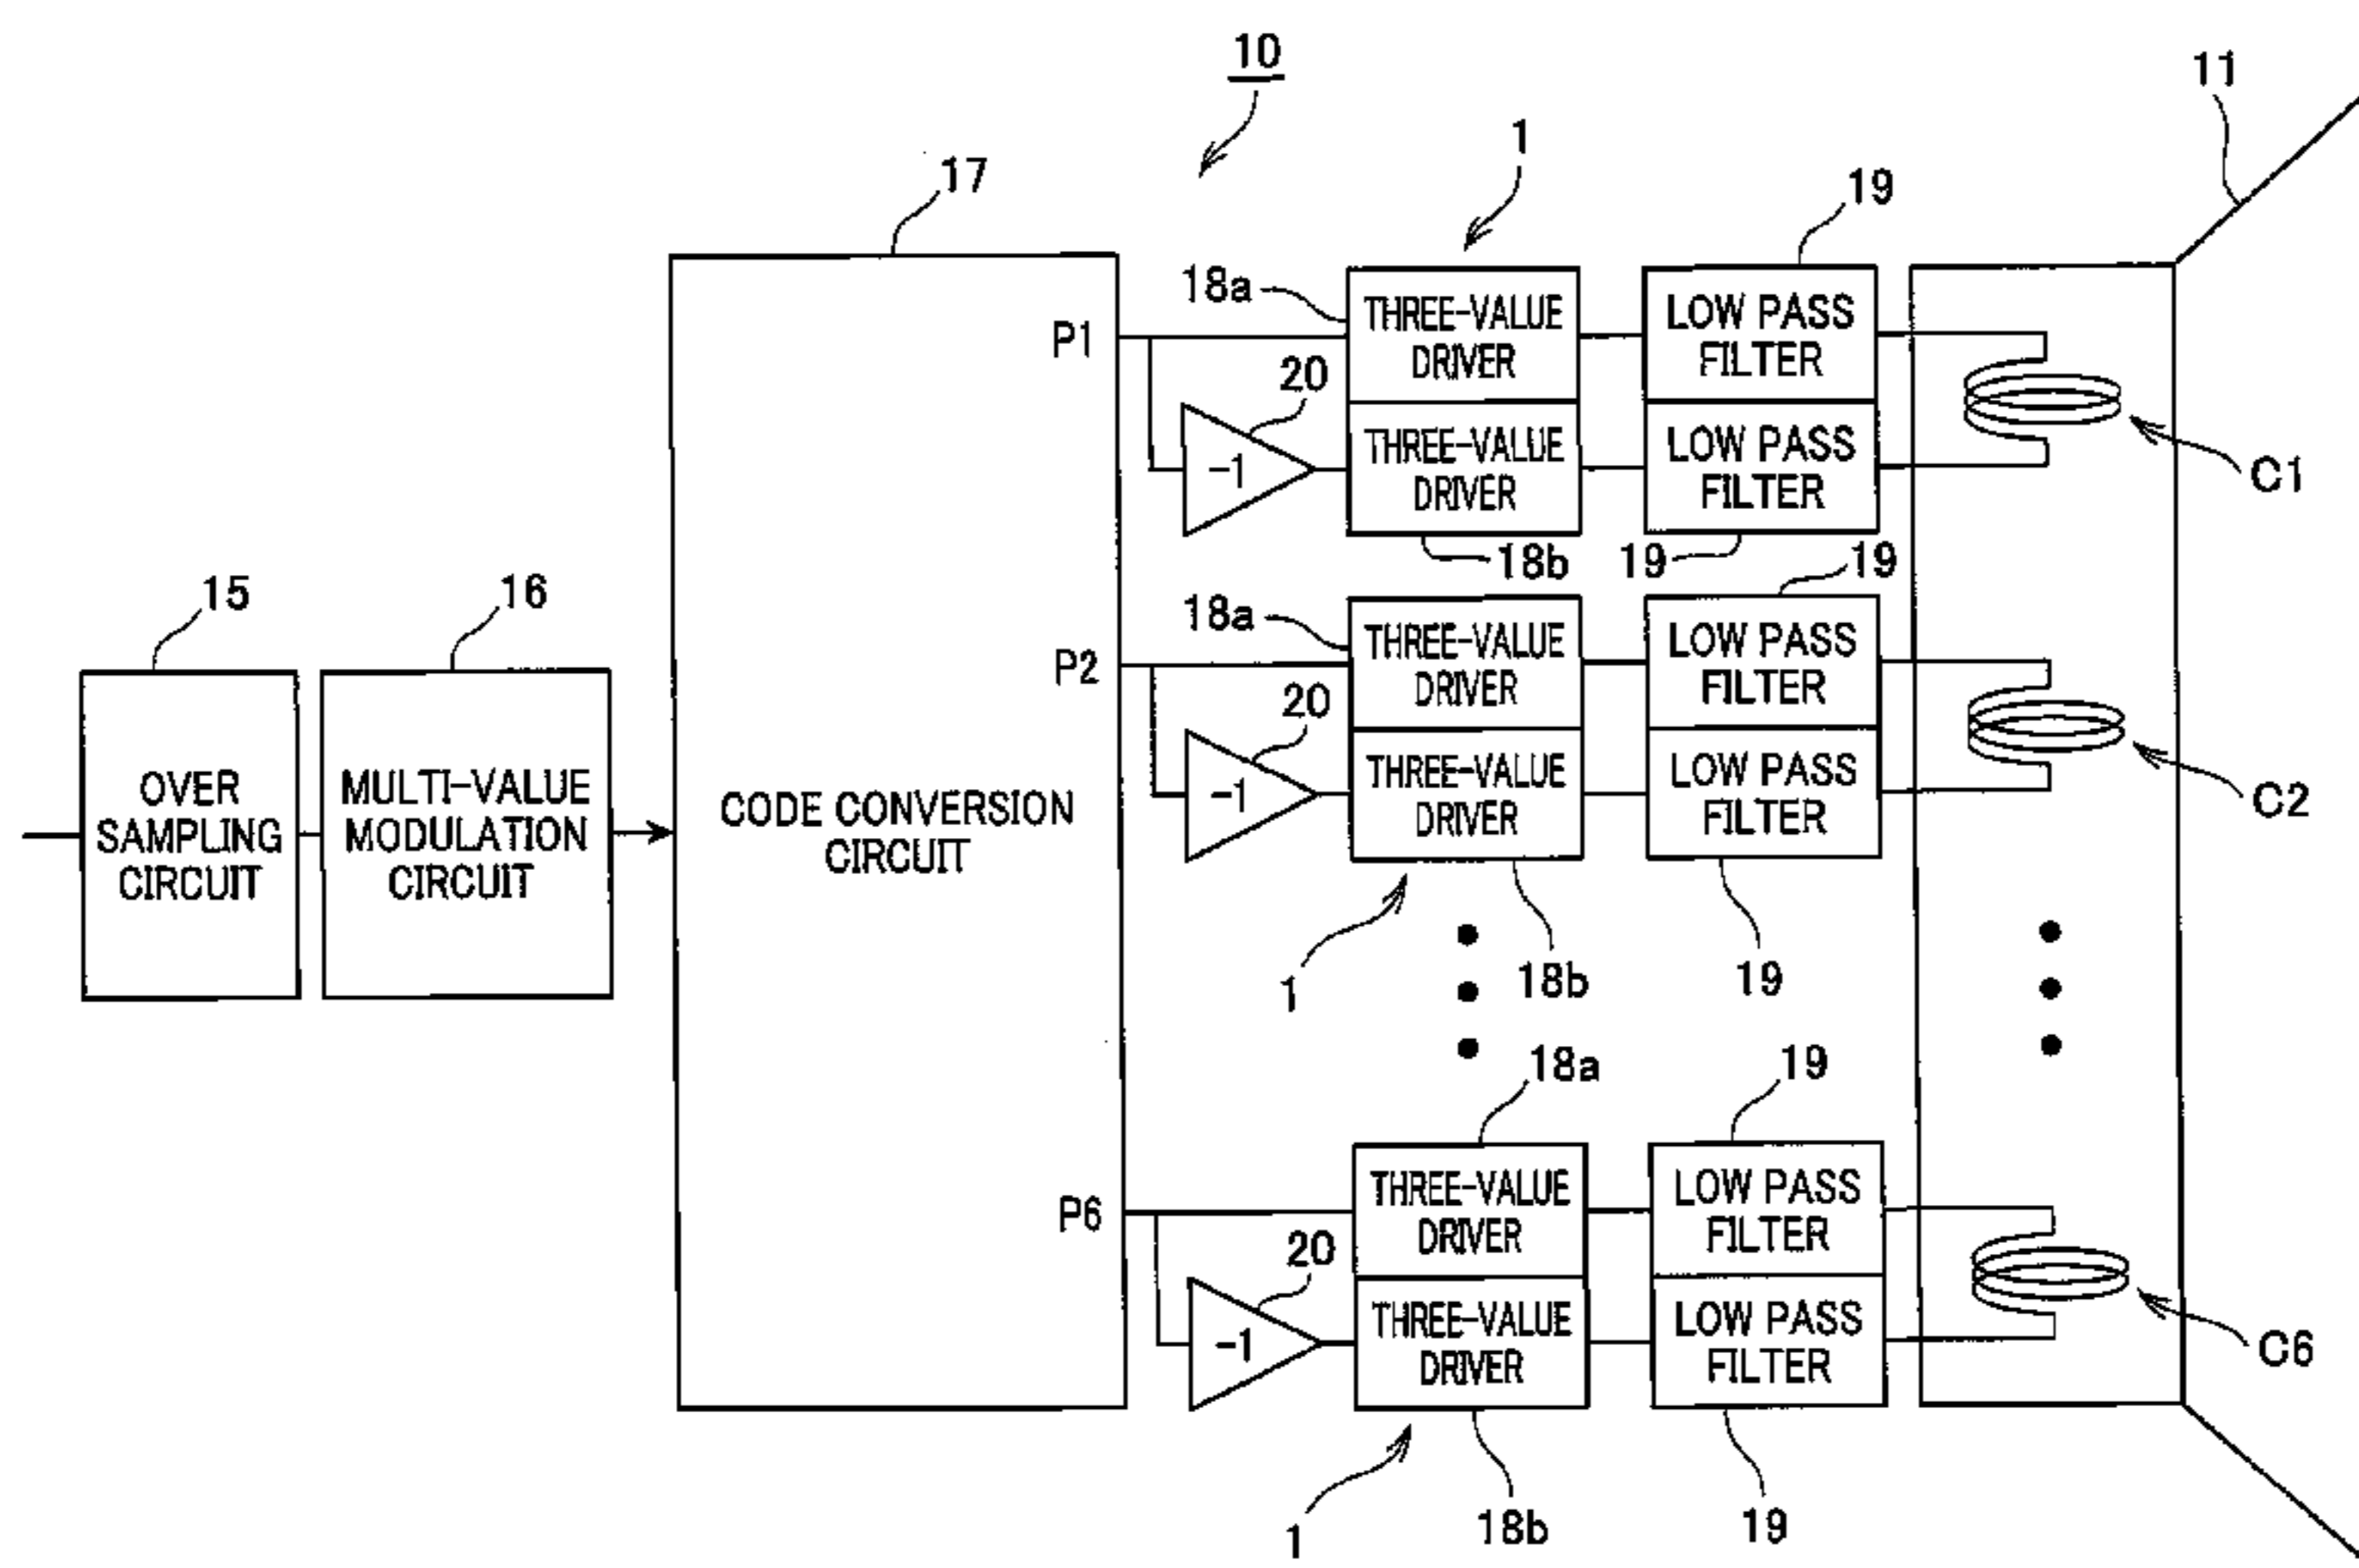 10
11
1
17
19
18a
THREE-VALUE
DRIVER
LOW PASS
FILTER
P1
20
-1
THREE-VALUE
DRIVER
LOW PASS
FILTER
C1
18b
19
19
15
16
18a
THREE-VALUE
DRIVER
LOW PASS
FILTER
P2
20
-1
THREE-VALUE
DRIVER
LOW PASS
FILTER
C2
OVER
SAMPLING
CIRCUIT
MULTI-VALUE
MODULATION
CIRCUIT
CODE CONVERSION
CIRCUIT
1
18b
19
18a
19
THREE-VALUE
DRIVER
LOW PASS
FILTER
P6
20
-1
THREE-VALUE
DRIVER
LOW PASS
FILTER
C6
1
18b
19